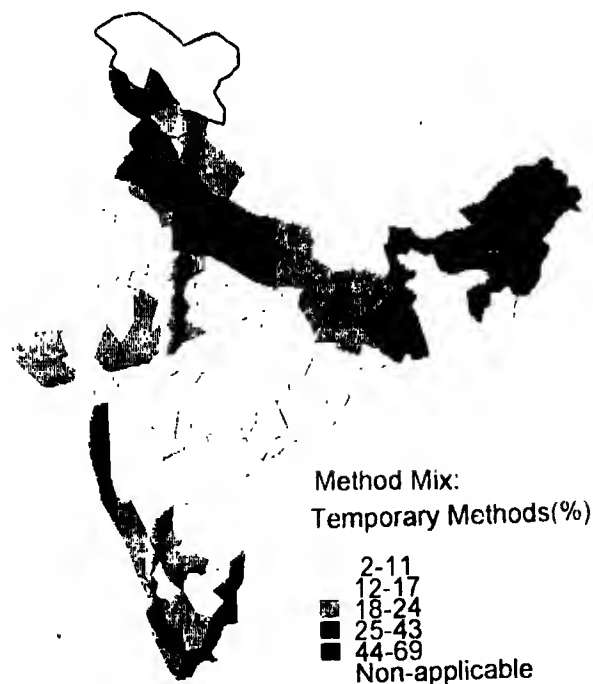 Method Mix:
Temporary Methods(%)
2-11
12-17
18-24
25-43
44-69
Non-applicable